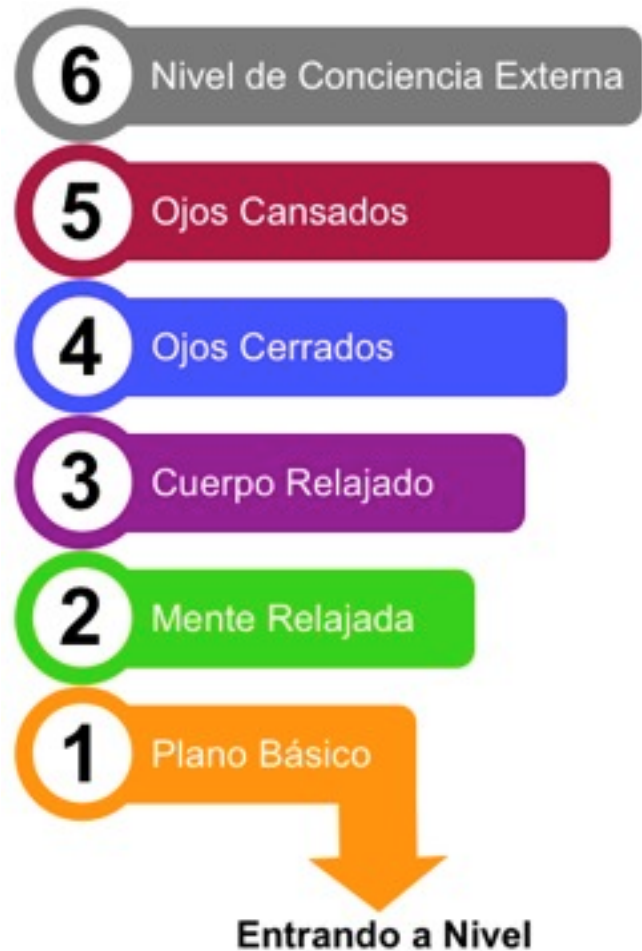 6 Nivel de Conciencia Externa
5 Ojos Cansados
4 Ojos Cerrados
3 Cuerpo Relajado
2 Mente Relajada
1 Plano Básico
Entrando a Nivel